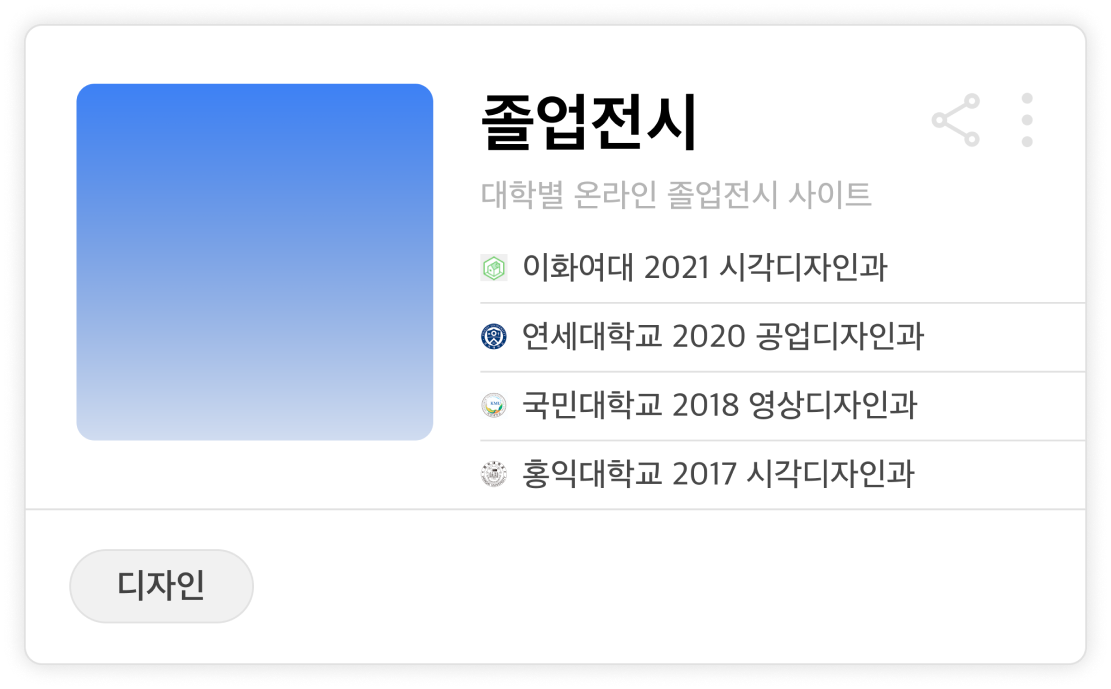 졸업전시
대학별 온라인 졸업전시 사이트
이화여대 2021 시각디자인과
연세대학교 2020 공업디자인과
국민대학교 2018 영상디자인과
홍익대학교 2017 시각디자인과
디자인